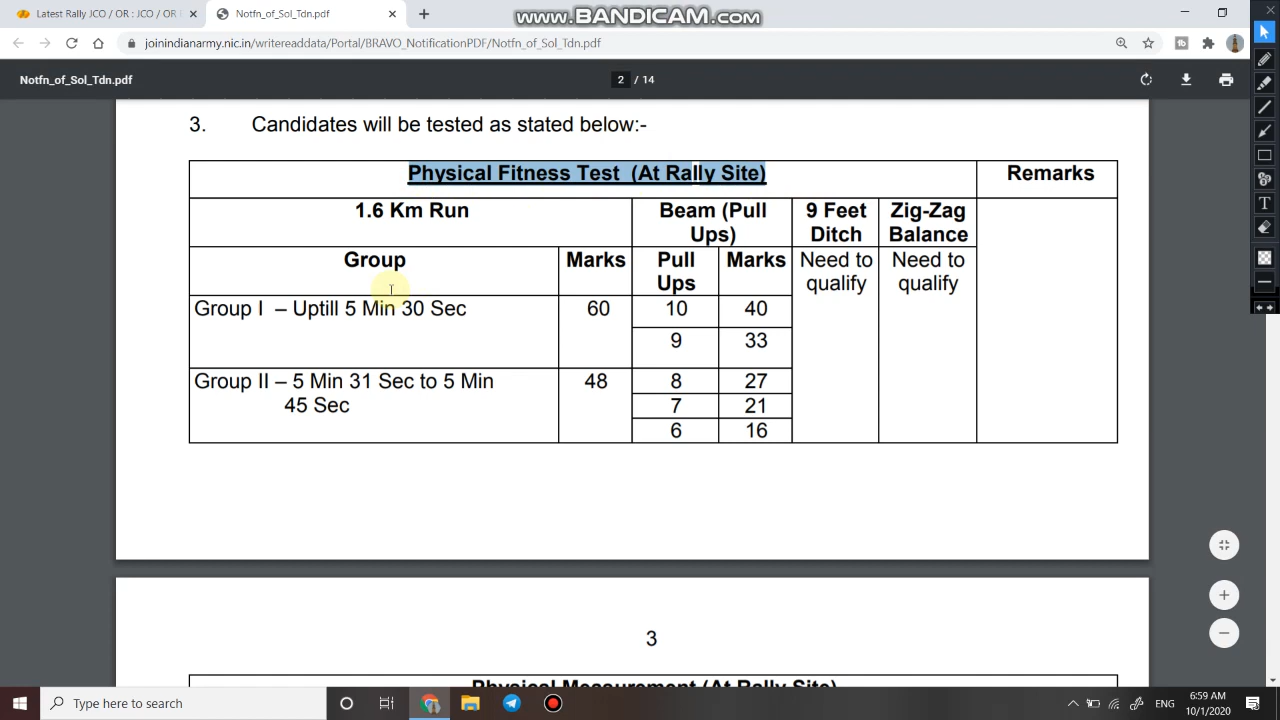 Latest Rally JCO / OR : JCO / OR
Notfn_of_Sol_Tdn.pdf
www.BANDICAM.com
joinindianarmy.nic.in/writereaddata/Portal/BRAVO_NotificationPDF/Notfn_of_Sol_Tdn.pdf
Notfn_of_Sol_Tdn.pdf
2 / 14
3. Candidates will be tested as stated below:-
Physical Fitness Test (At Rally Site)
Remarks
1.6 Km Run
Beam (Pull
Ups)
9 Feet
Ditch
Zig-Zag
Balance
Group
Marks
Pull
Ups
Marks
Need to
qualify
Need to
qualify
Group I – Uptill 5 Min 30 Sec
60
10
40
9
33
Group II – 5 Min 31 Sec to 5 Min
45 Sec
48
8
27
7
21
6
16
3
Physical Measurement (At Rally Site)
Type here to search
ENG
6:59 AM
10/1/2020